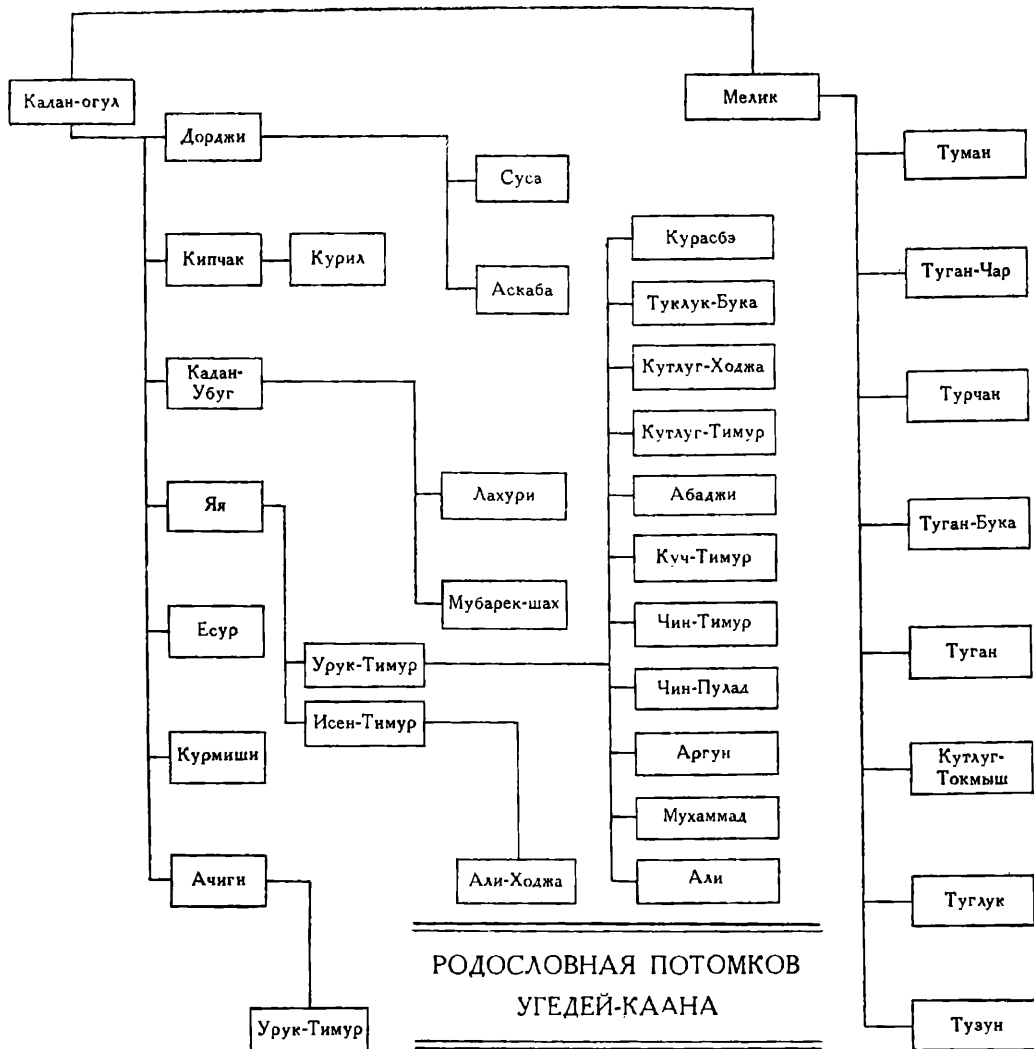 Кадан-огул
Мелик
Дорджи
Суса
Аскаба
Кипчак
Курил
Кадан-
Убуг
Лахури
Мубарек-шах
Яя
Урук-Тимур
Исен-Тимур
Курасбэ
Туклук-Бука
Кутлуг-Ходжа
Кутлуг-Тимур
Абаджи
Куч-Тимур
Чин-Тимур
Чин-Пулад
Аргун
Мухаммад
Али
Али-Ходжа
Есур
Курмиши
Ачиги
Урук-Тимур
Туман
Туган-Чар
Турчан
Туган-Бука
Туган
Кутлуг-
Токмыш
Туглук
Тузун
РОДОСЛОВНАЯ ПОТОМКОВ
УГЕДЕЙ-КААНА